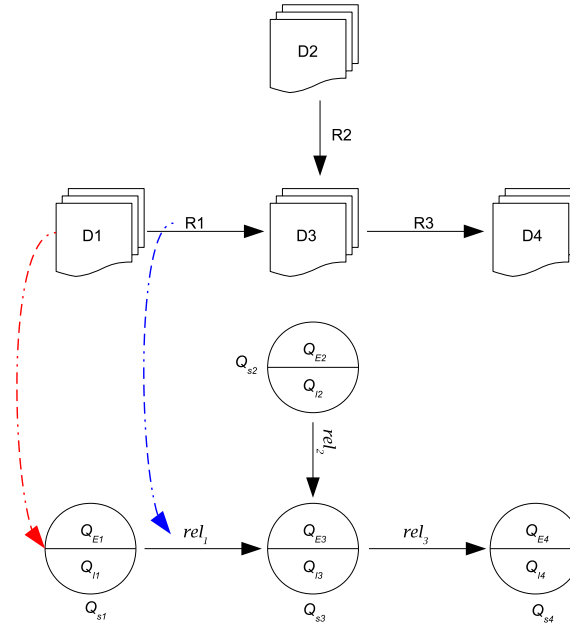 D2
R2
D1
R1
D3
R3
D4
Q_E2
Q_s2
Q_I2
rel_2
Q_E1
rel_1
Q_E3
rel_3
Q_E4
Q_I1
Q_I3
Q_I4
Q_s1
Q_s3
Q_s4